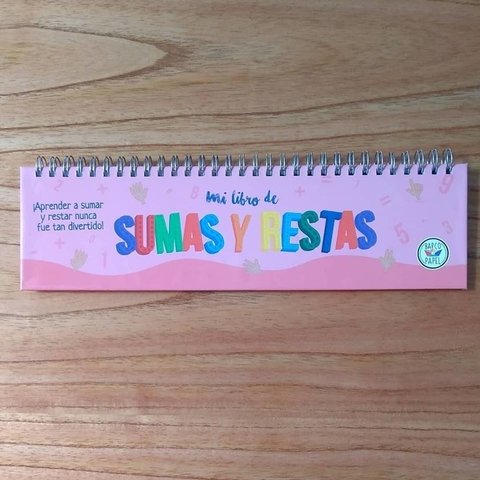 ¡Aprender a sumar
y restar nunca
fue tan divertido!
mi libro de
SUMAS Y RESTAS
BARCO
PAPEL